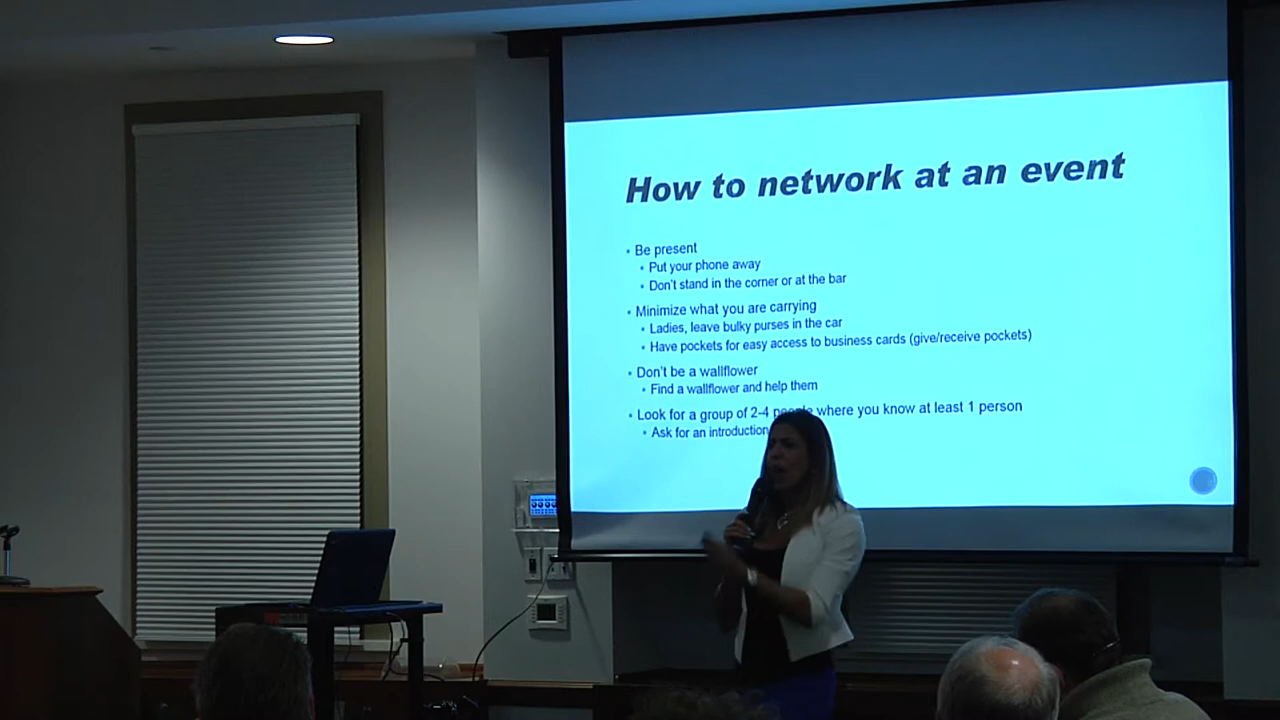 How to network at an event
• Be present
• Put your phone away
• Don't stand in the corner or at the bar
• Minimize what you are carrying
• Ladies, leave bulky purses in the car
• Have pockets for easy access to business cards (give/receive pockets)
• Don't be a wallflower
• Find a wallflower and help them
• Look for a group of 2-4 people where you know at least 1 person
• Ask for an introduction